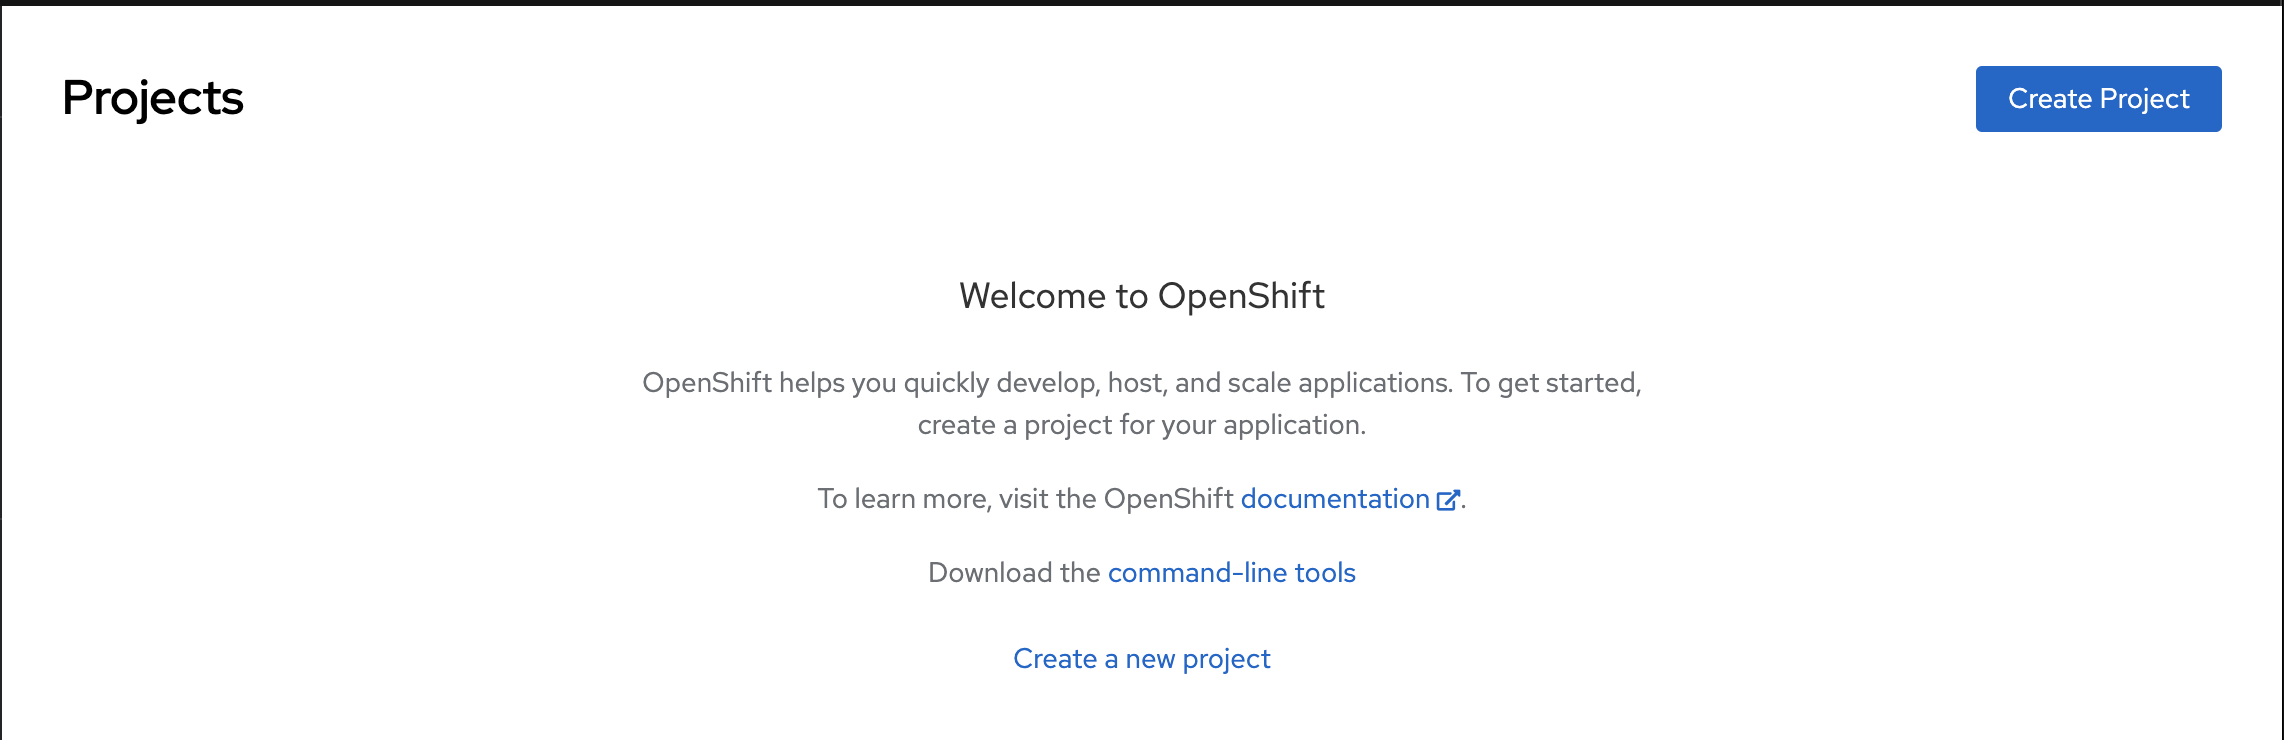 Projects
Create Project
Welcome to OpenShift
OpenShift helps you quickly develop, host, and scale applications. To get started,
create a project for your application.
To learn more, visit the OpenShift documentation.
Download the command-line tools
Create a new project